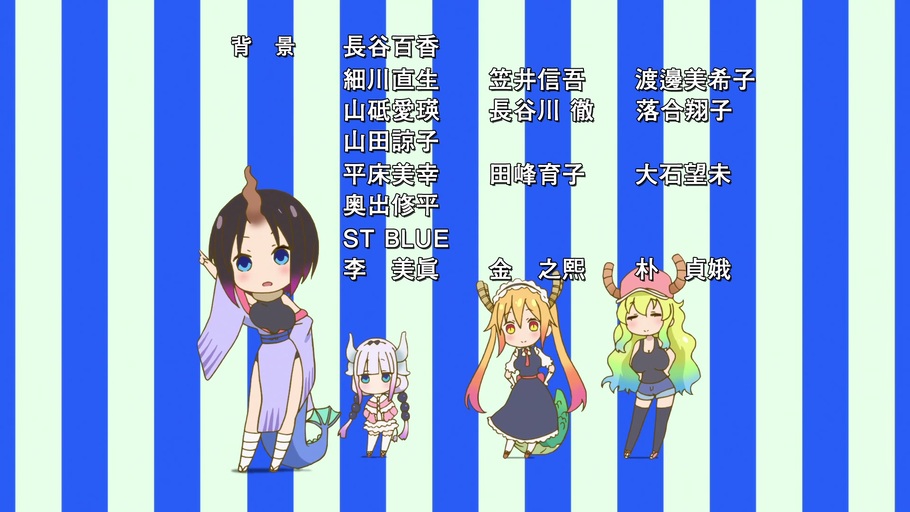 背　景　長谷百香
細川直生　笠井信吾　渡邊美希子
山砥愛瑛　長谷川 徹　落合翔子
山田諒子
平床美幸　田峰育子　大石望未
奥出修平
ST BLUE
李　美眞　金　之熙　朴　貞娥